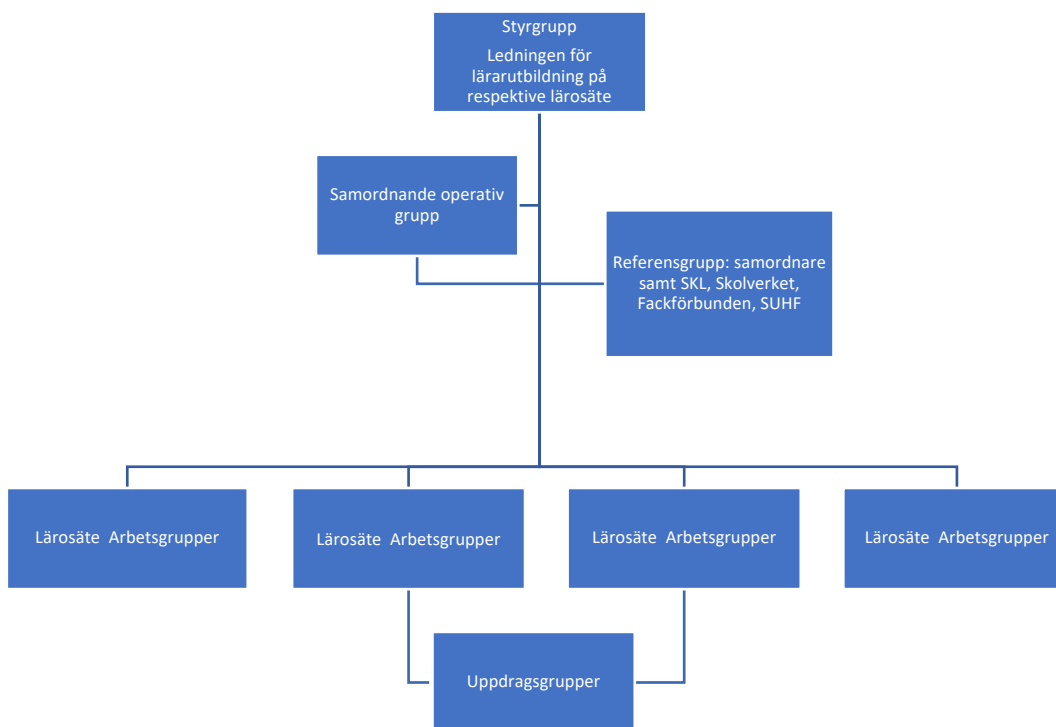 Styrgrupp
Ledningen för
lärarutbildning på
respektive lärosäte
Samordnande operativ
grupp
Referensgrupp: samordnare
samt SKL, Skolverket,
Fackförbunden, SUHF
Lärosäte Arbetsgrupper
Lärosäte Arbetsgrupper
Lärosäte Arbetsgrupper
Lärosäte Arbetsgrupper
Uppdragsgrupper